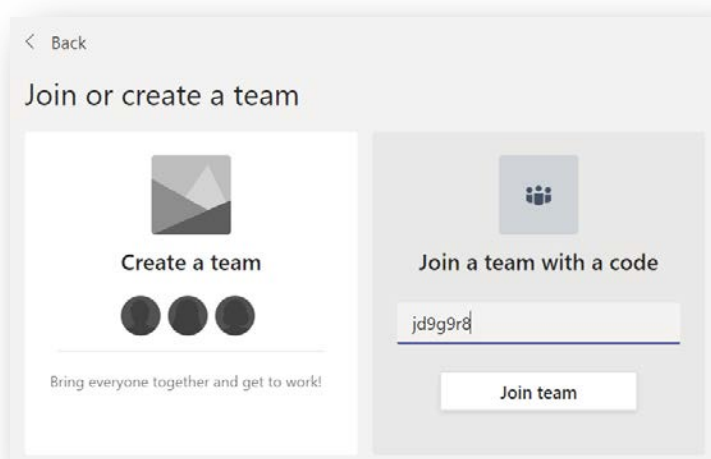 Back
Join or create a team
Create a team
Bring everyone together and get to work!
Join a team with a code
jd9g9r8
Join team